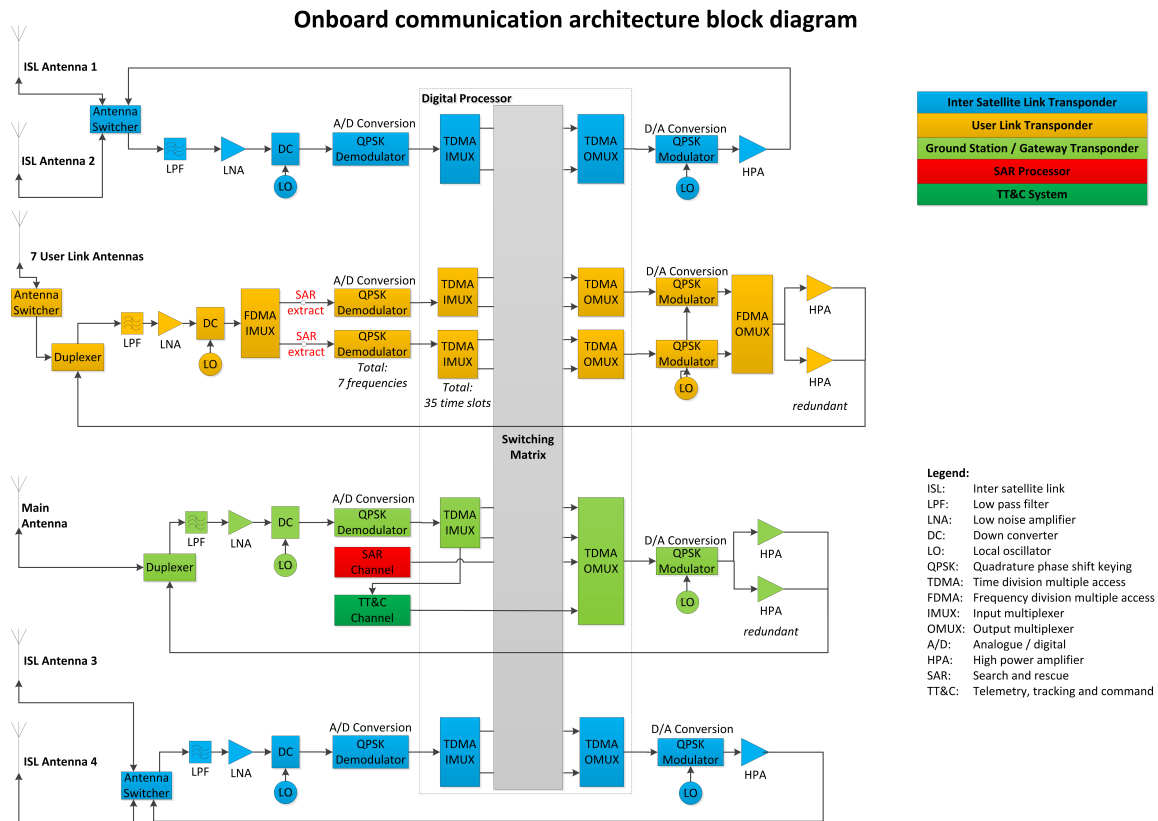 Onboard communication architecture block diagram
ISL Antenna 1
Antenna
Switcher
ISL Antenna 2
LPF
LNA
DC
LO
A/D Conversion
QPSK
Demodulator
Digital Processor
TDMA
IMUX
TDMA
OMUX
D/A Conversion
QPSK
Modulator
LO
HPA
Inter Satellite Link Transponder
User Link Transponder
Ground Station / Gateway Transponder
SAR Processor
TT&C System
7 User Link Antennas
Antenna
Switcher
Duplexer
LPF
LNA
DC
LO
FDMA
IMUX
SAR
extract
SAR
extract
A/D Conversion
QPSK
Demodulator
QPSK
Demodulator
Total:
7 frequencies
TDMA
IMUX
TDMA
IMUX
Total:
35 time slots
Switching
Matrix
TDMA
OMUX
TDMA
OMUX
D/A Conversion
QPSK
Modulator
QPSK
Modulator
LO
FDMA
OMUX
HPA
HPA
redundant
Main
Antenna
Duplexer
LPF
LNA
DC
LO
A/D Conversion
QPSK
Demodulator
SAR
Channel
TT&C
Channel
TDMA
IMUX
TDMA
OMUX
D/A Conversion
QPSK
Modulator
LO
HPA
HPA
redundant
Legend:
ISL: Inter satellite link
LPF: Low pass filter
LNA: Low noise amplifier
DC: Down converter
LO: Local oscillator
QPSK: Quadrature phase shift keying
TDMA: Time division multiple access
FDMA: Frequency division multiple access
IMUX: Input multiplexer
OMUX: Output multiplexer
A/D: Analogue / digital
HPA: High power amplifier
SAR: Search and rescue
TT&C: Telemetry, tracking and command
ISL Antenna 3
ISL Antenna 4
Antenna
Switcher
LPF
LNA
DC
LO
A/D Conversion
QPSK
Demodulator
TDMA
IMUX
TDMA
OMUX
D/A Conversion
QPSK
Modulator
LO
HPA